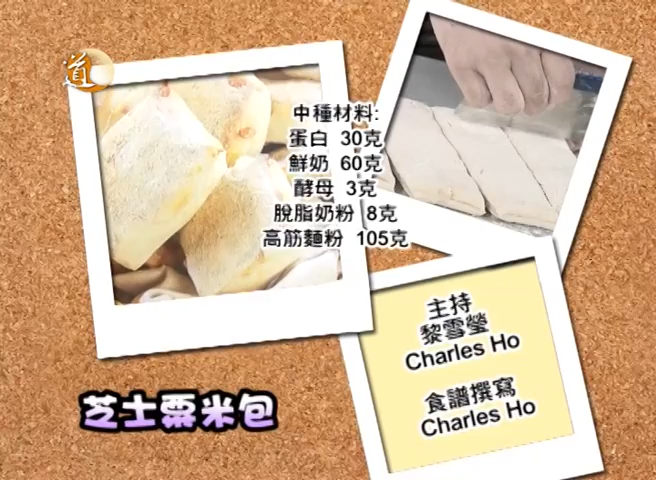 道
中種材料:
蛋白 30克
鮮奶 60克
酵母 3克
脫脂奶粉 8克
高筋麵粉 105克
主持
黎雪瑩
Charles Ho
食譜撰寫
Charles Ho
芝士粟米包